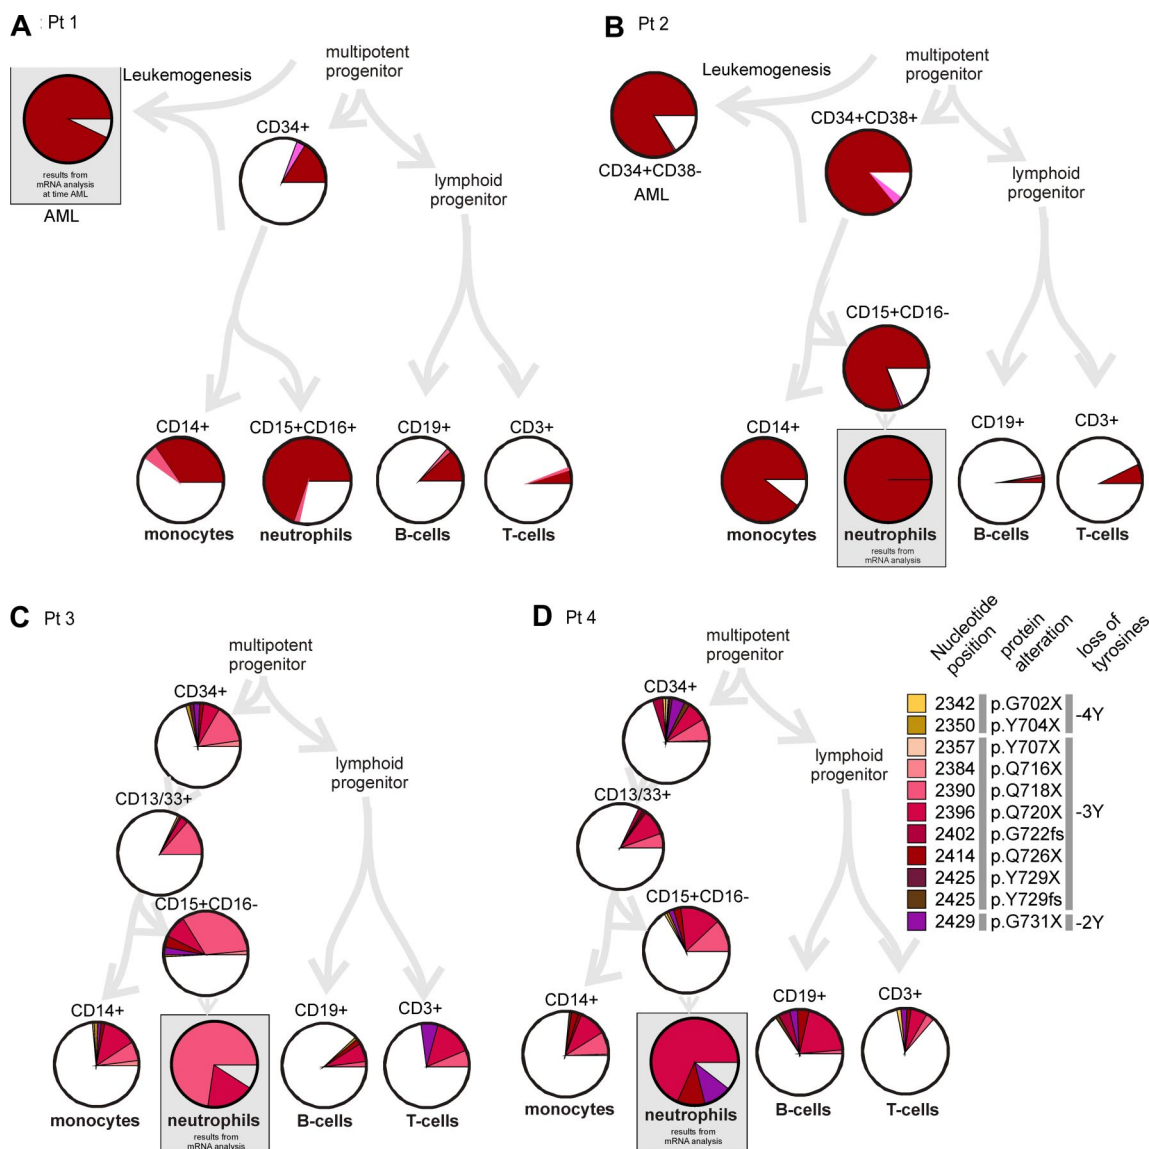 A : Pt 1
multipotent
progenitor
Leukemogenesis
CD34+
results from
mRNA analysis
at time AML
AML
lymphoid
progenitor
CD14+
CD15+CD16+
CD19+
CD3+
monocytes
neutrophils
B-cells
T-cells
B Pt 2
multipotent
progenitor
Leukemogenesis
CD34+CD38+
CD34+CD38-
AML
lymphoid
progenitor
CD15+CD16-
CD14+
CD19+
CD3+
monocytes
neutrophils
results from
mRNA analysis
B-cells
T-cells
C Pt 3
multipotent
progenitor
CD34+
lymphoid
progenitor
CD13/33+
CD15+CD16-
CD14+
CD19+
CD3+
monocytes
neutrophils
results from
mRNA analysis
B-cells
T-cells
D Pt 4
multipotent
progenitor
CD34+
lymphoid
progenitor
CD13/33+
CD15+CD16-
CD14+
CD19+
CD3+
monocytes
neutrophils
results from
mRNA analysis
B-cells
T-cells
Nucleotide
position
protein
alteration
loss of
tyrosines
2342 p.G702X
-4Y
2350 p.Y704X
2357 p.Y707X
2384 p.Q716X
2390 p.Q718X
2396 p.Q720X
-3Y
2402 p.G722fs
2414 p.Q726X
2425 p.Y729X
2425 p.Y729fs
2429 p.G731X -2Y